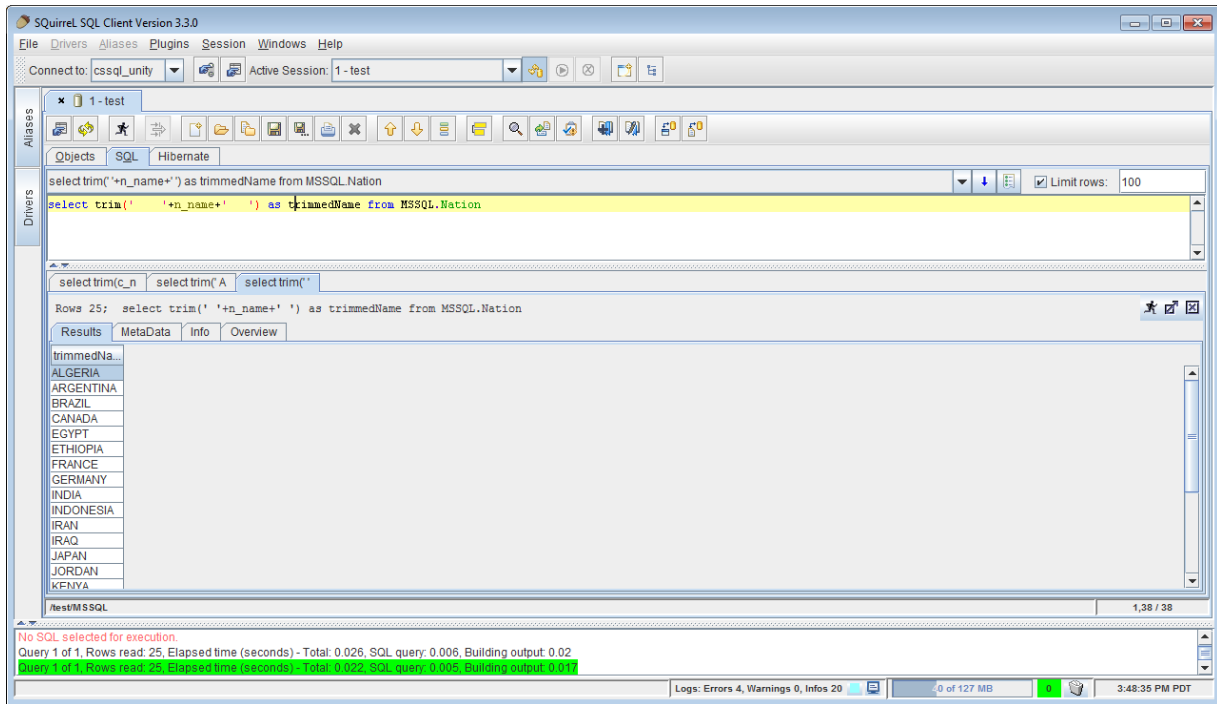 SQuirreL SQL Client Version 3.3.0
File Drivers Aliases Plugins Session Windows Help
Connect to: cssql_unity Active Session: 1 - test
Aliases
Drivers
1 - test
Objects SQL Hibernate
select trim(' '+n_name+' ') as trimmedName from MSSQL.Nation Limit rows: 100
select trim('    '+n_name+'   ') as trimmedName from MSSQL.Nation
select trim(c_n select trim('A select trim(' '
Rows 25; select trim(' '+n_name+' ') as trimmedName from MSSQL.Nation
Results MetaData Info Overview
trimmedNa...
ALGERIA
ARGENTINA
BRAZIL
CANADA
EGYPT
ETHIOPIA
FRANCE
GERMANY
INDIA
INDONESIA
IRAN
IRAQ
JAPAN
JORDAN
KENYA
/test/MSSQL 1,38 / 38
No SQL selected for execution.
Query 1 of 1, Rows read: 25, Elapsed time (seconds) - Total: 0.026, SQL query: 0.006, Building output: 0.02
Query 1 of 1, Rows read: 25, Elapsed time (seconds) - Total: 0.022, SQL query: 0.005, Building output: 0.017
Logs: Errors 4, Warnings 0, Infos 20 0 of 127 MB 0 3:48:35 PM PDT